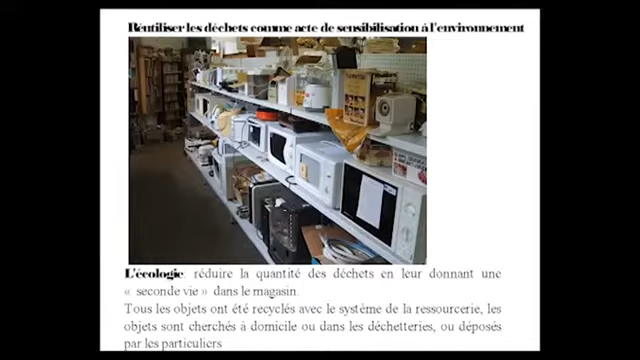 Réutiliser les déchets comme acte de sensibilisation à l'environnement
L'écologie: réduire la quantité des déchets en leur donnant une
« seconde vie » dans le magasin.
Tous les objets ont été recyclés avec le système de la ressourcerie, les
objets sont cherchés à domicile ou dans les déchetteries, ou déposés
par les particuliers